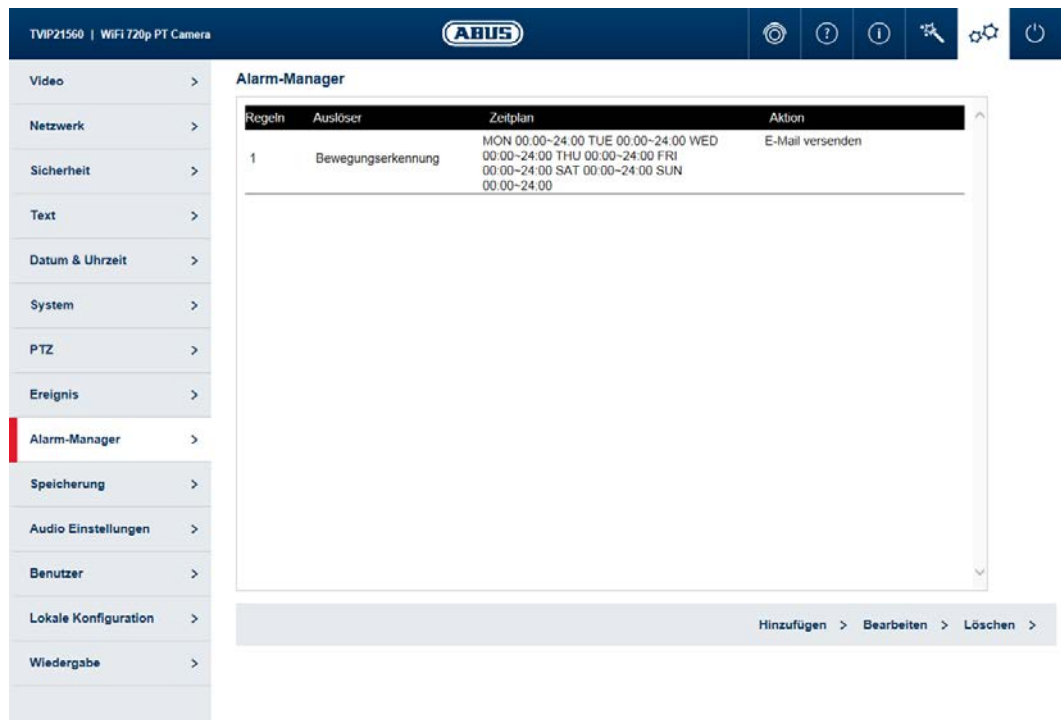 TVIP21560 | WiFi 720p PT Camera
ABUS
Video
Netzwerk
Sicherheit
Text
Datum & Uhrzeit
System
PTZ
Ereignis
Alarm-Manager
Speicherung
Audio Einstellungen
Benutzer
Lokale Konfiguration
Wiedergabe
Alarm-Manager
Regeln Auslöser Zeitplan Aktion
1 Bewegungserkennung
MON 00:00~24:00 TUE 00:00~24:00 WED
00:00~24:00 THU 00:00~24:00 FRI
00:00~24:00 SAT 00:00~24:00 SUN
00:00~24:00
E-Mail versenden
Hinzufügen > Bearbeiten > Löschen >